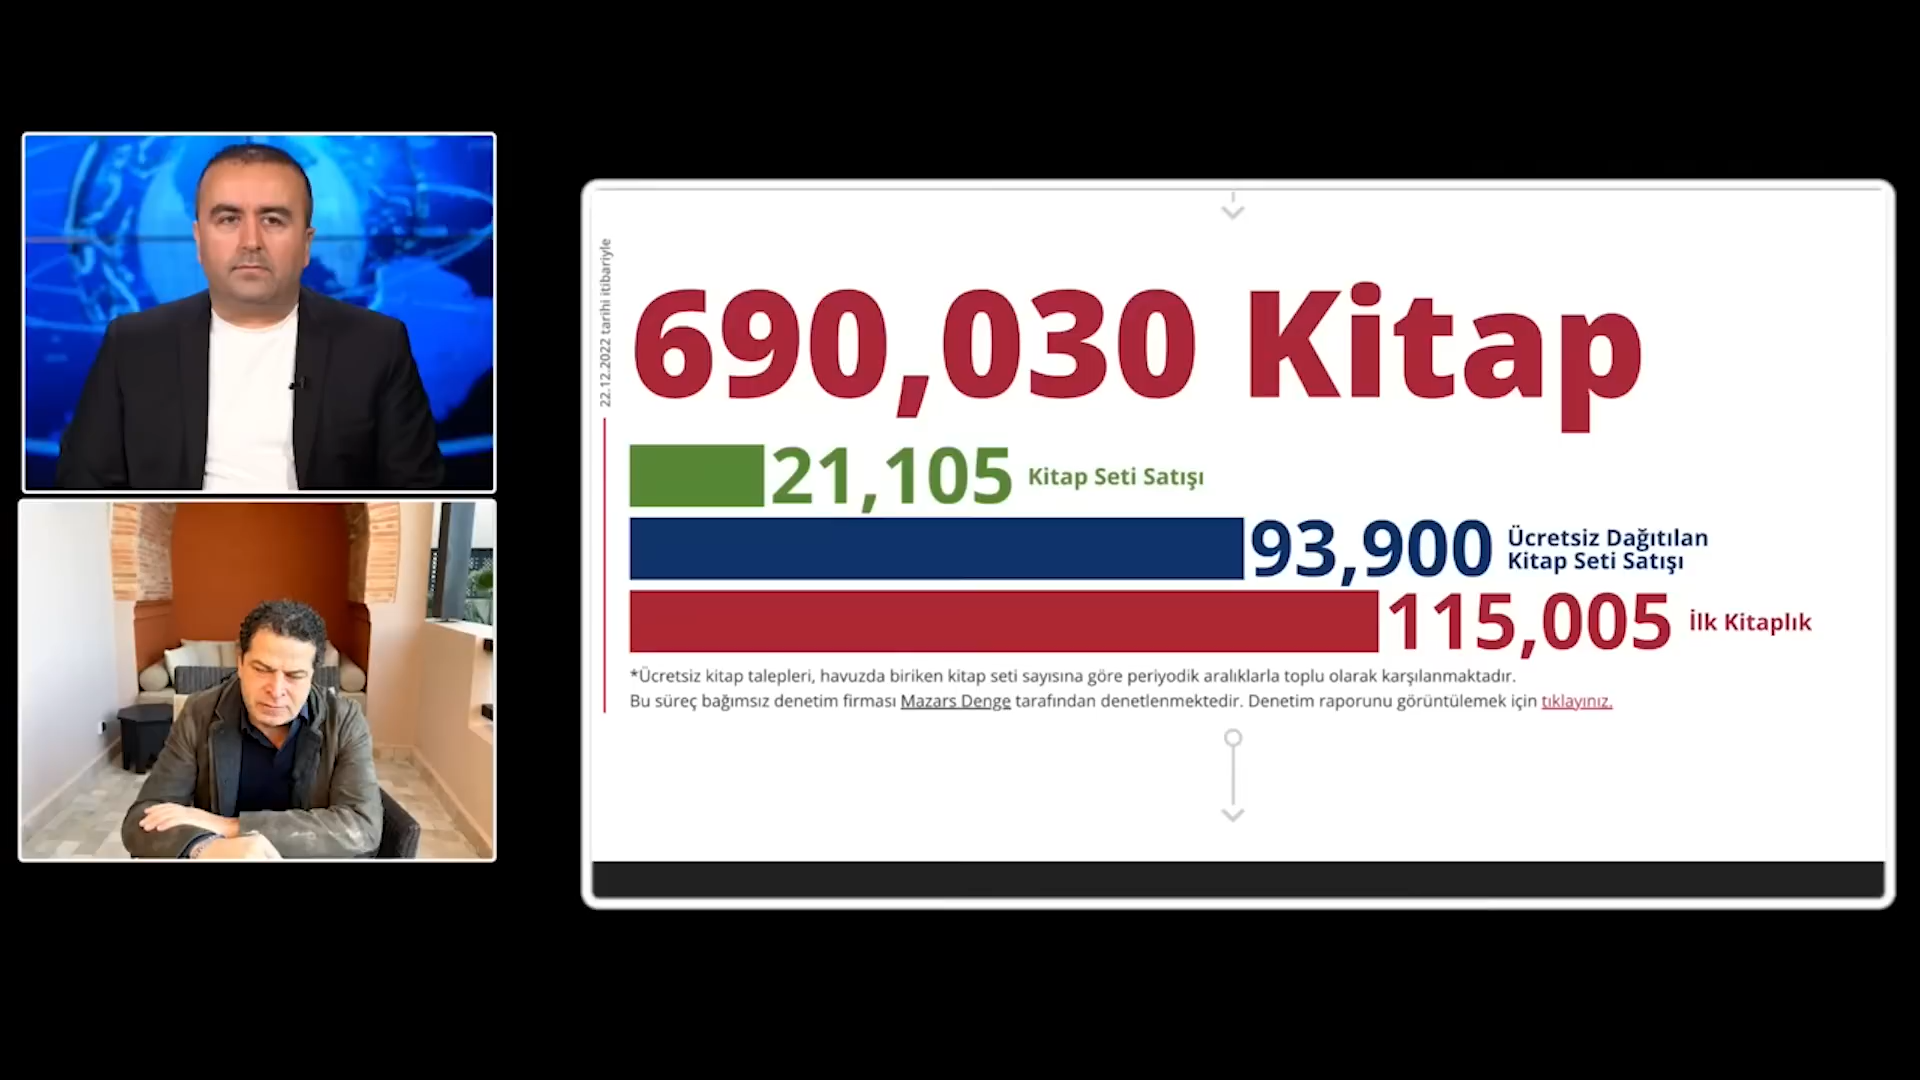 22.12.2022 tarihi itibariyle
690,030 Kitap
21,105 Kitap Seti Satışı
93,900 Ücretsiz Dağıtılan
Kitap Seti Satışı
115,005 İlk Kitaplık
*Ücretsiz kitap talepleri, havuzda biriken kitap seti sayısına göre periyodik aralıklarla toplu olarak karşılanmaktadır.
Bu süreç bağımsız denetim firması Mazars Denge tarafından denetlenmektedir. Denetim raporunu görüntülemek için tıklayınız.